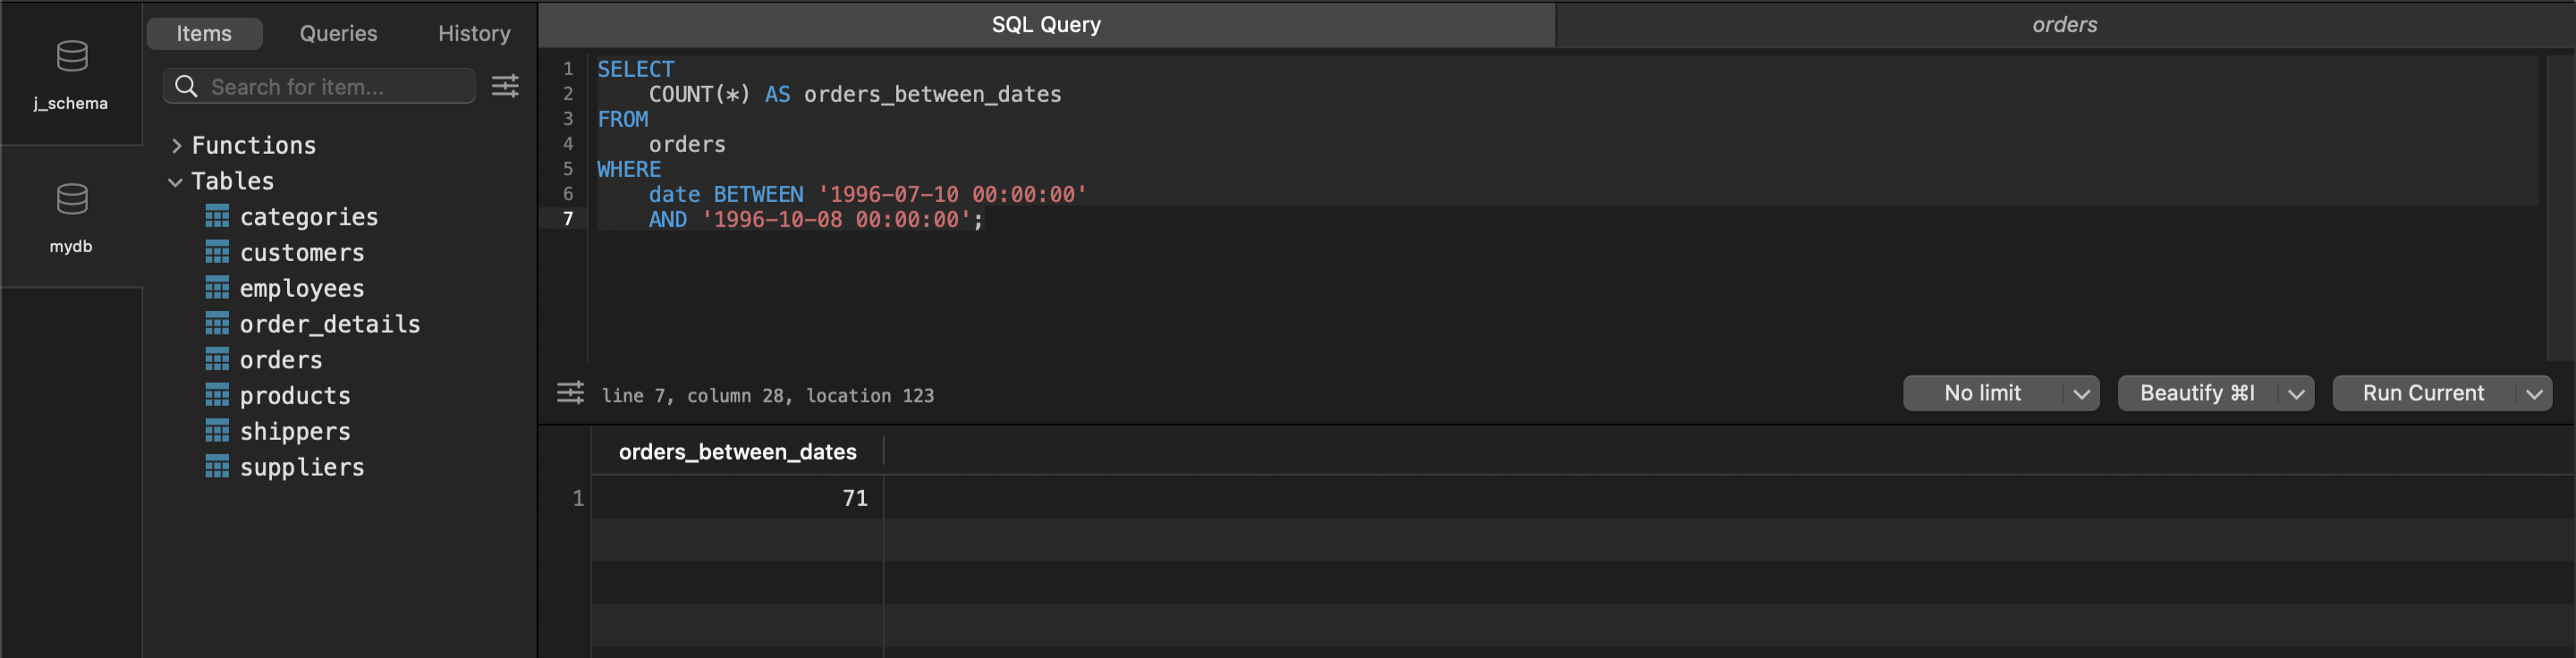 j_schema
mydb
Items Queries History
Search for item...
Functions
Tables
categories
customers
employees
order_details
orders
products
shippers
suppliers
SQL Query
orders
1 SELECT
2 COUNT(*) AS orders_between_dates
3 FROM
4 orders
5 WHERE
6 date BETWEEN '1996-07-10 00:00:00'
7 AND '1996-10-08 00:00:00';
line 7, column 28, location 123
No limit Beautify ⌘I Run Current
orders_between_dates
1 71